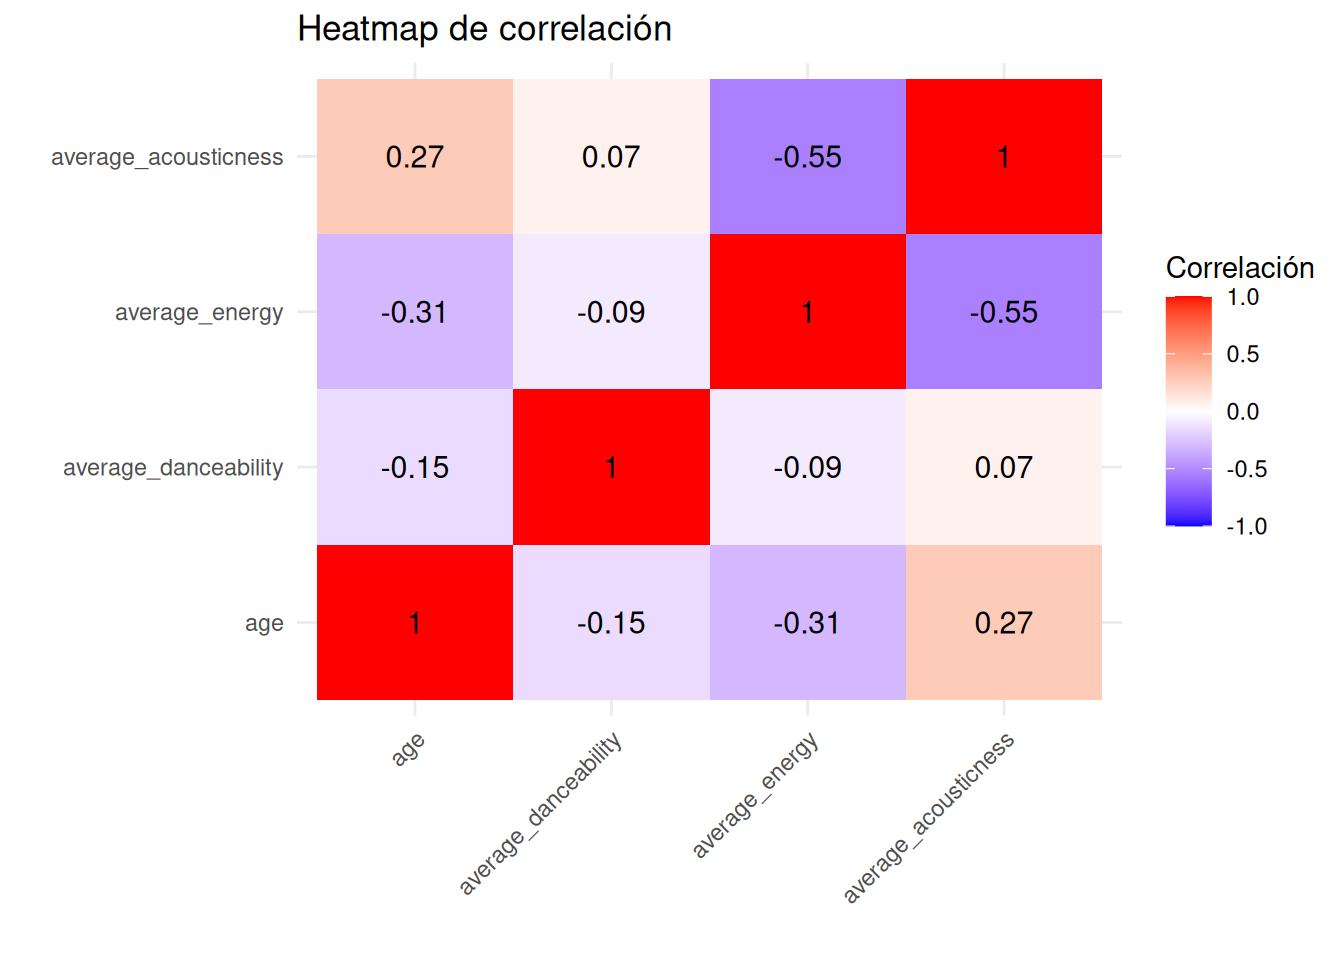 Heatmap de correlación
average_acousticness 0.27 0.07 -0.55 1
average_energy -0.31 -0.09 1 -0.55
average_danceability -0.15 1 -0.09 0.07
age 1 -0.15 -0.31 0.27
age
average_danceability
average_energy
average_acousticness
Correlación
1.0
0.5
0.0
-0.5
-1.0